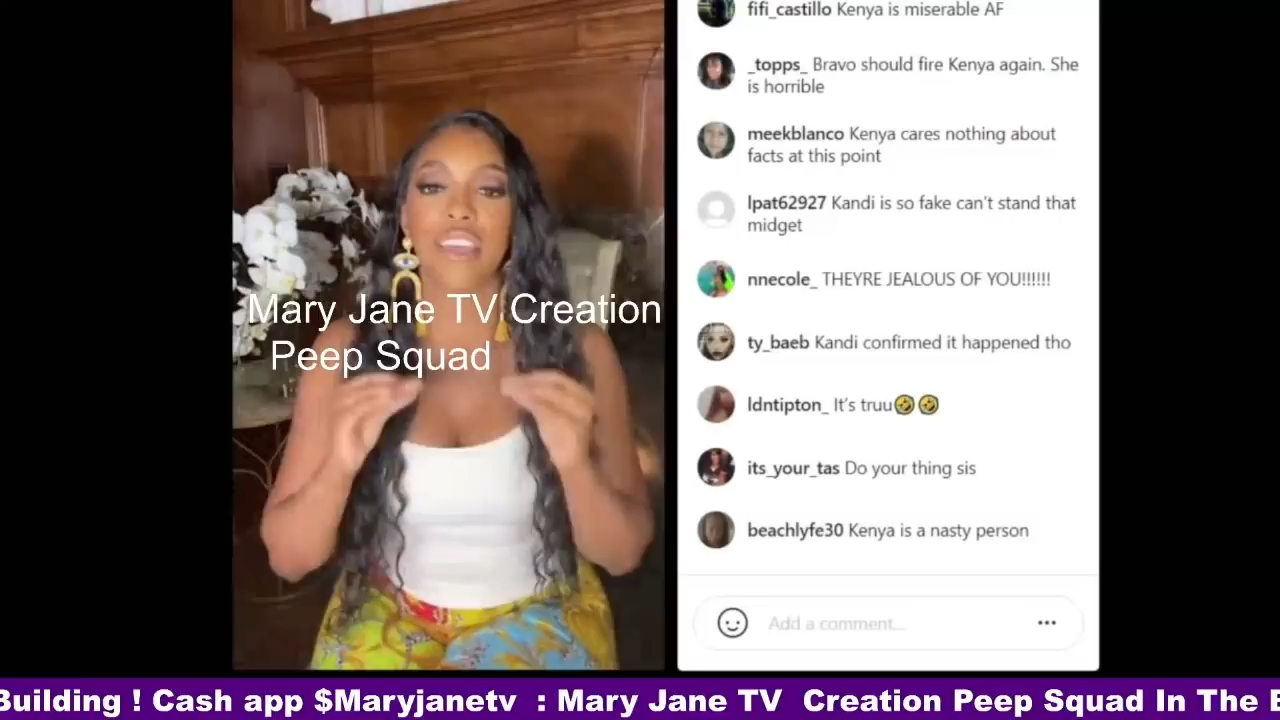 Mary Jane TV Creation
Peep Squad
fifi_castillo Kenya is miserable AF
_topps_ Bravo should fire Kenya again. She
is horrible
meekblanco Kenya cares nothing about
facts at this point
lpat62927 Kandi is so fake can't stand that
midget
nnecole_ THEYRE JEALOUS OF YOU!!!!!!
ty_baeb Kandi confirmed it happened tho
ldntipton_ It's truu🤣🤣
its_your_tas Do your thing sis
beachlyfe30 Kenya is a nasty person
Add a comment...
Building ! Cash app $Maryjanetv : Mary Jane TV Creation Peep Squad In The